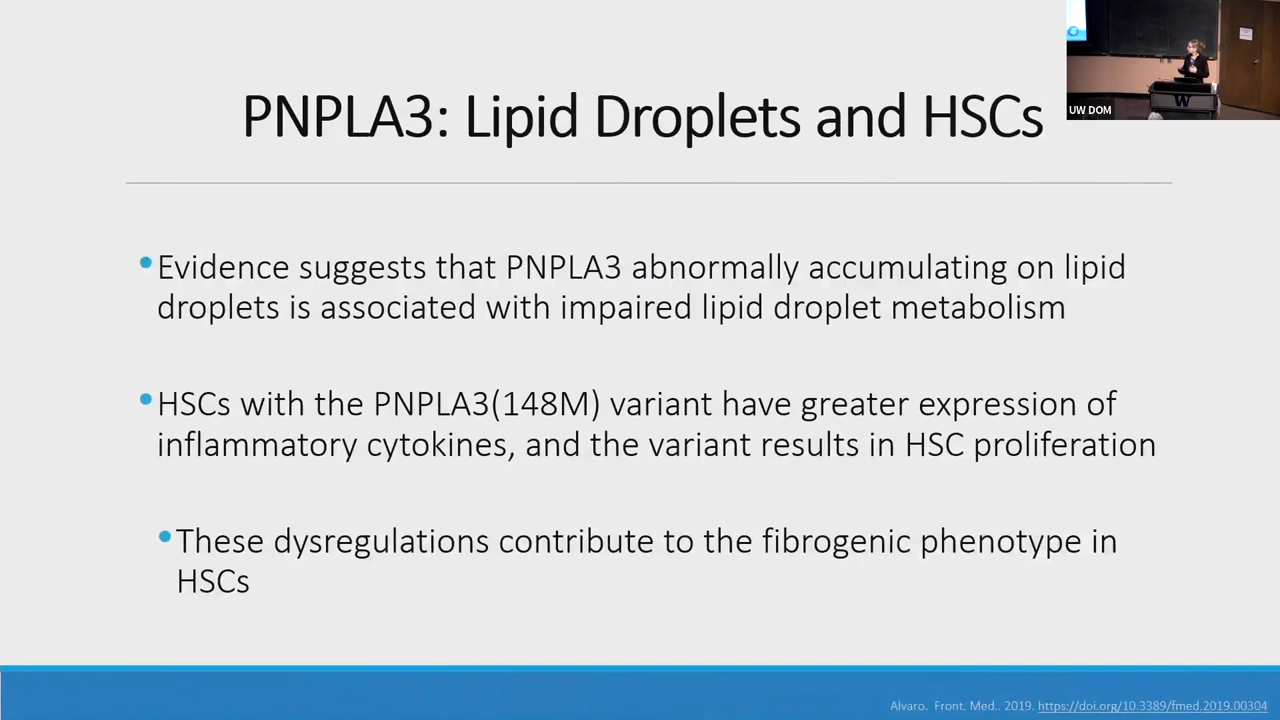 PNPLA3: Lipid Droplets and HSCs
UW DOM
W
•Evidence suggests that PNPLA3 abnormally accumulating on lipid
droplets is associated with impaired lipid droplet metabolism
•HSCs with the PNPLA3(148M) variant have greater expression of
inflammatory cytokines, and the variant results in HSC proliferation
•These dysregulations contribute to the fibrogenic phenotype in
HSCs
Alvaro. Front. Med.. 2019. https://doi.org/10.3389/fmed.2019.00304